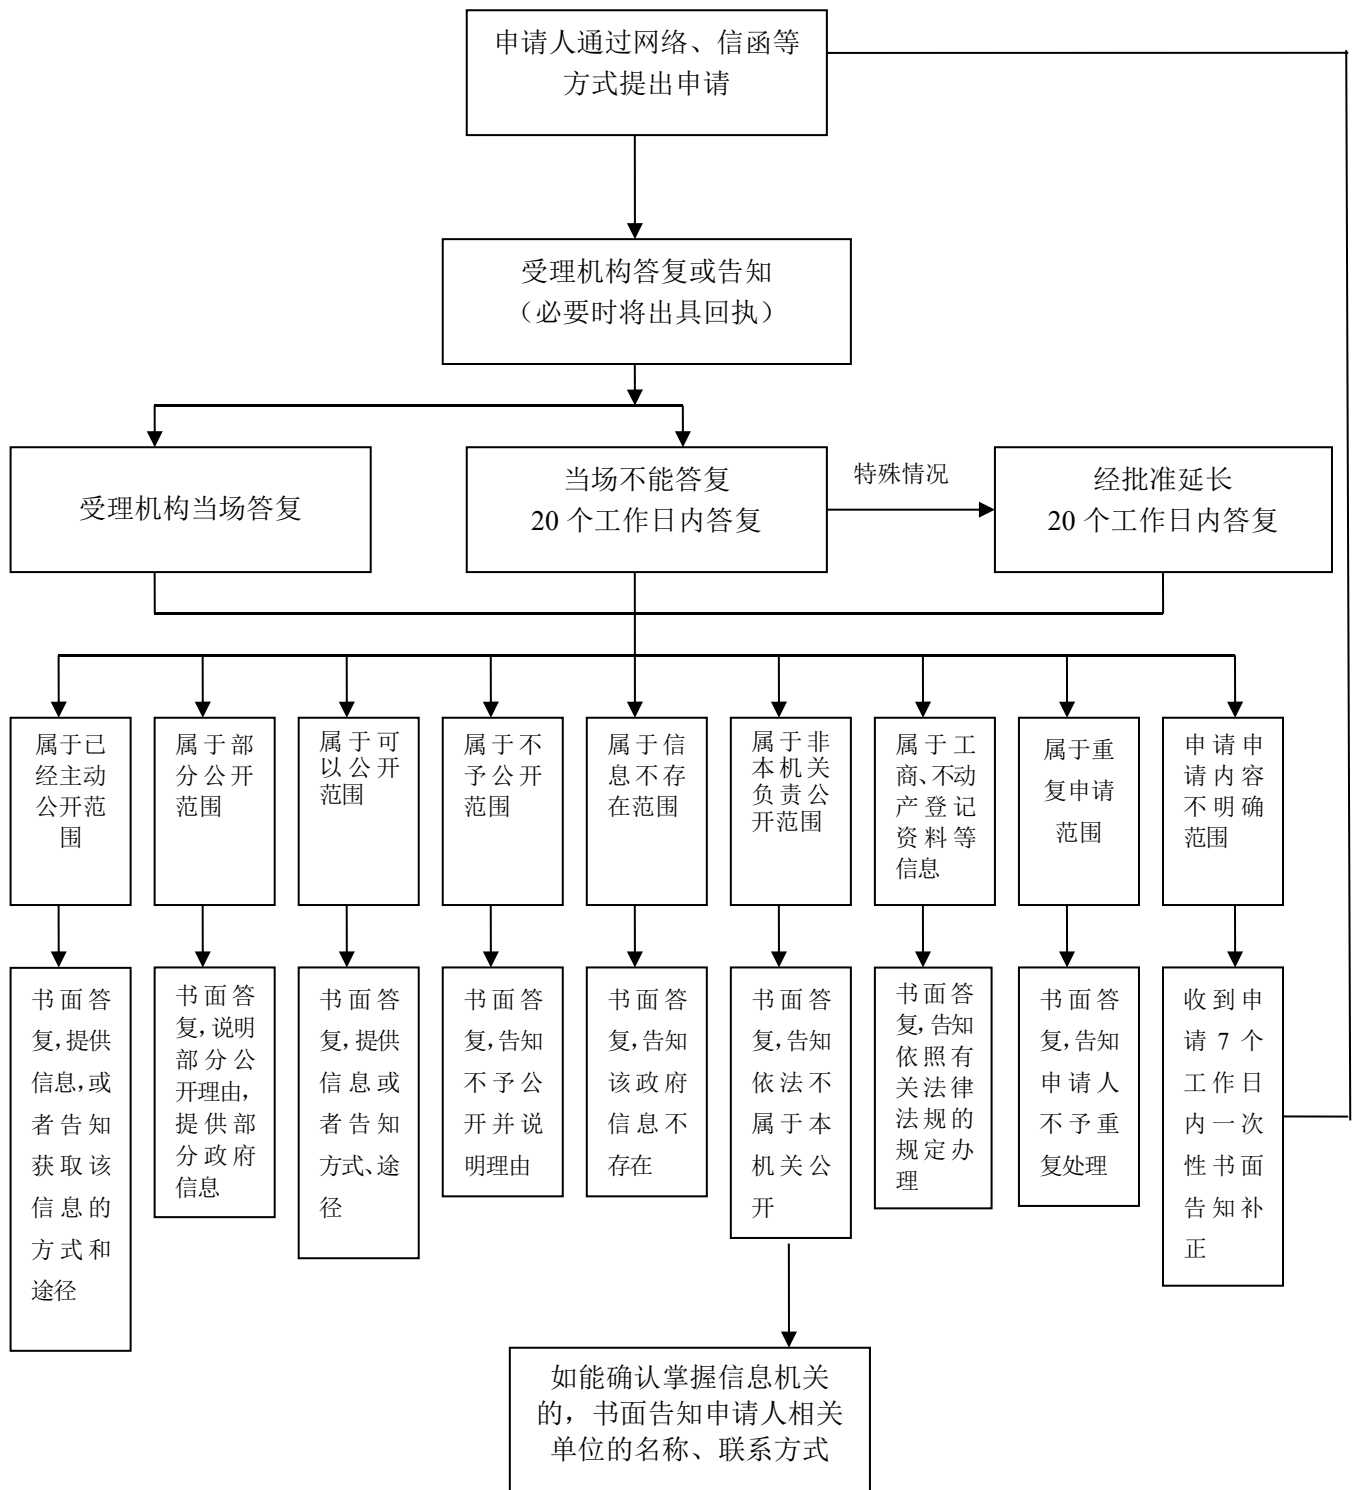 申请人通过网络、信函等
方式提出申请
受理机构答复或告知
（必要时将出具回执）
受理机构当场答复
当场不能答复
20 个工作日内答复
特殊情况
经批准延长
20 个工作日内答复
属于已
经主动
公开范
围
属于部
分公开
范围
属于可
以公开
范围
属于不
予公开
范围
属于信
息不存
在范围
属于非
本机关
负责公
开范围
属于工
商、不动
产登记
资料等
信息
属于重
复申请
范围
申请申
请内容
不明确
范围
书面答
复,提供
信息,或
者告知
获取该
信息的
方式和
途径
书面答
复,说明
部分公
开理由,
提供部
分政府
信息
书面答
复,提供
信息或
者告知
方式、途
径
书面答
复,告知
不予公
开并说
明理由
书面答
复,告知
该政府
信息不
存在
书面答
复,告知
依法不
属于本
机关公
开
书面答
复,告知
依照有
关法律
法规的
规定办
理
书面答
复,告知
申请人
不予重
复处理
收到申
请 7 个
工作日
内一次
性书面
告知补
正
如能确认掌握信息机关
的，书面告知申请人相关
单位的名称、联系方式